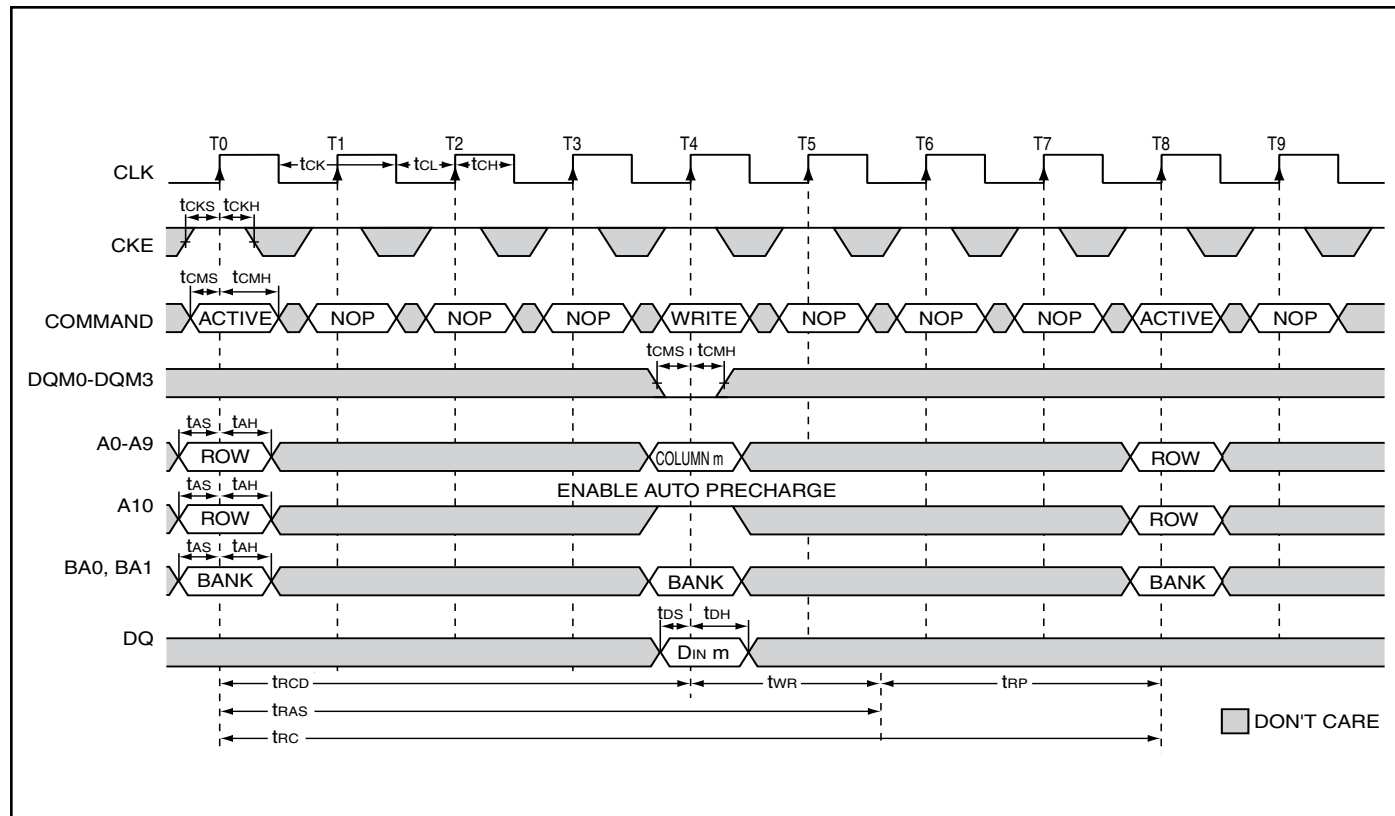 T0 T1 T2 T3 T4 T5 T6 T7 T8 T9
CLK tCK tCL tCH
tCKS tCKH
CKE
tCMS tCMH
COMMAND ACTIVE NOP NOP NOP WRITE NOP NOP NOP ACTIVE NOP
tCMS tCMH
DQM0-DQM3
tAS tAH
A0-A9 ROW COLUMN m ROW
tAS tAH ENABLE AUTO PRECHARGE
A10 ROW ROW
tAS tAH
BA0, BA1 BANK BANK BANK
tDS tDH
DQ DIN m
tRCD tWR tRP
tRAS
DON'T CARE
tRC